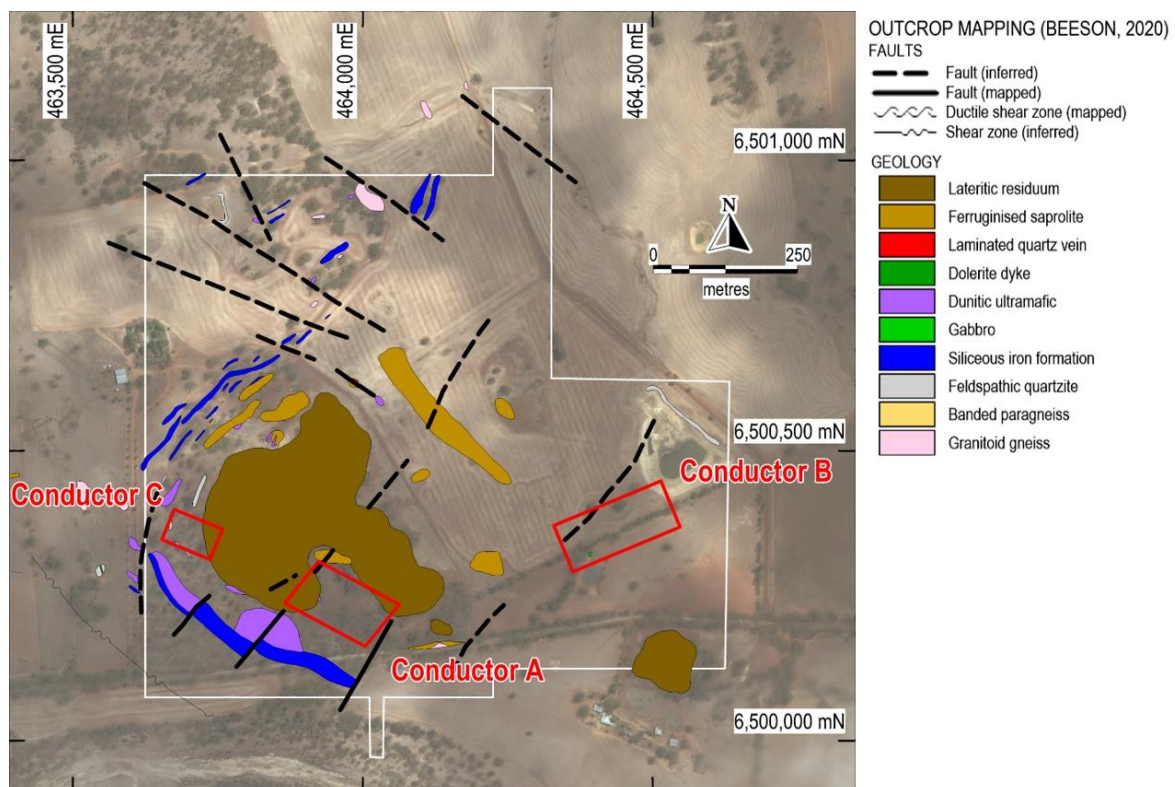 463,500 mE
464,000 mE
464,500 mE
6,501,000 mN
N
0
250
metres
6,500,500 mN
Conductor B
Conductor C
Conductor A
6,500,000 mN
OUTCROP MAPPING (BEESON, 2020)
FAULTS
Fault (inferred)
Fault (mapped)
Ductile shear zone (mapped)
Shear zone (inferred)
GEOLOGY
Lateritic residuum
Ferruginised saprolite
Laminated quartz vein
Dolerite dyke
Dunitic ultramafic
Gabbro
Siliceous iron formation
Feldspathic quartzite
Banded paragneiss
Granitoid gneiss